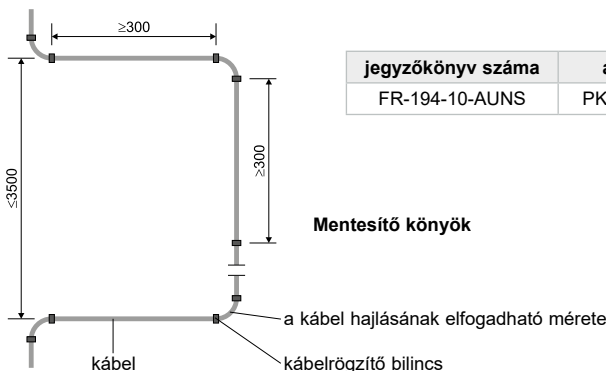 ≥300
jegyzőkönyv száma
FR-194-10-AUNS
PK
≥300
≤3500
Mentesítő könyök
a kábel hajlásának elfogadható mérete
kábel
kábelrögzítő bilincs